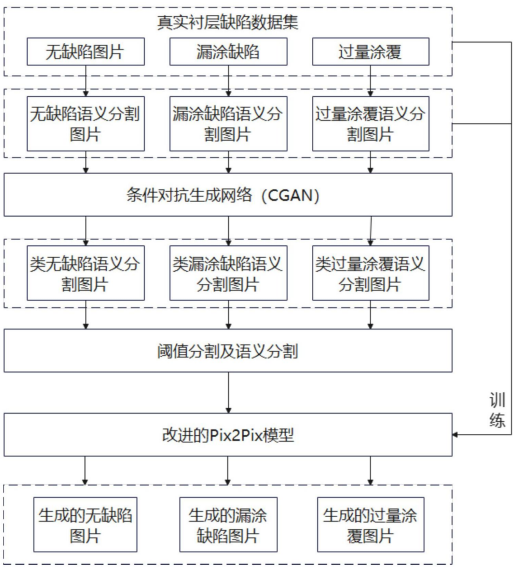 真实衬层缺陷数据集
无缺陷图片
漏涂缺陷
过量涂覆
无缺陷语义分割
图片
漏涂缺陷语义分
割图片
过量涂覆语义分
割图片
条件对抗生成网络（CGAN）
类无缺陷语义分
割图片
类漏涂缺陷语义
分割图片
类过量涂覆语义
分割图片
阈值分割及语义分割
训
练
改进的Pix2Pix模型
生成的无缺陷
图片
生成的漏涂
缺陷图片
生成的过量涂
覆图片